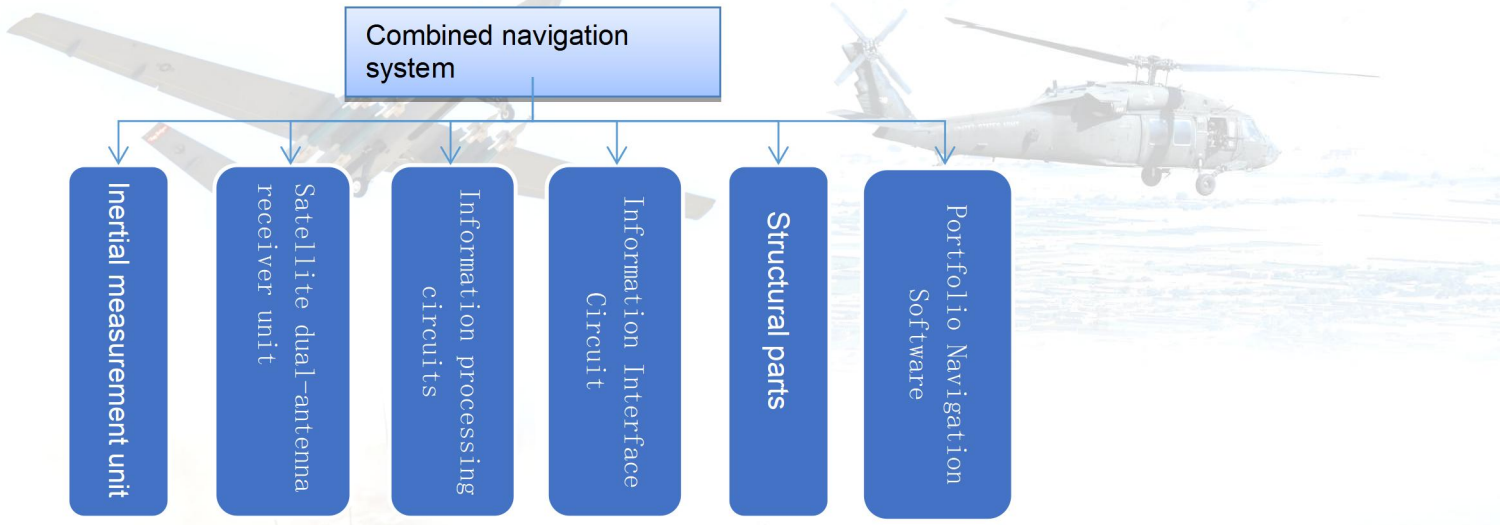 Combined navigation
system
Inertial measurement unit
Satellite dual-antenna
receiver unit
Information processing
circuits
Information Interface
Circuit
Structural parts
Portfolio Navigation
Software